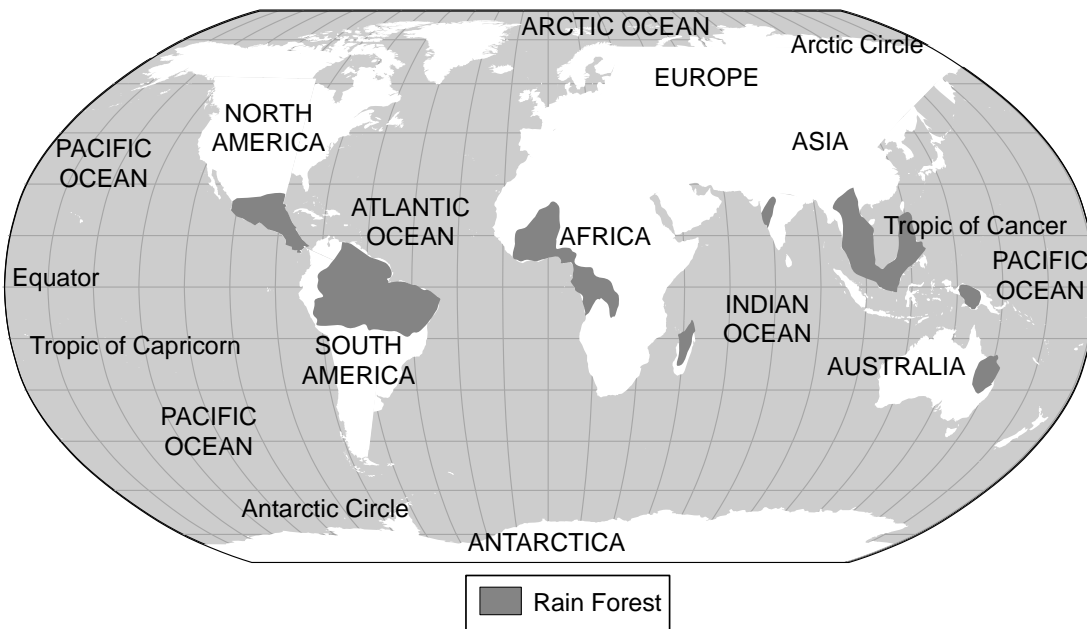 ARCTIC OCEAN
Arctic Circle
EUROPE
NORTH
AMERICA
ASIA
PACIFIC
OCEAN
ATLANTIC
OCEAN
AFRICA
Tropic of Cancer
Equator
PACIFIC
OCEAN
INDIAN
OCEAN
Tropic of Capricorn
SOUTH
AMERICA
AUSTRALIA
PACIFIC
OCEAN
Antarctic Circle
ANTARCTICA
Rain Forest